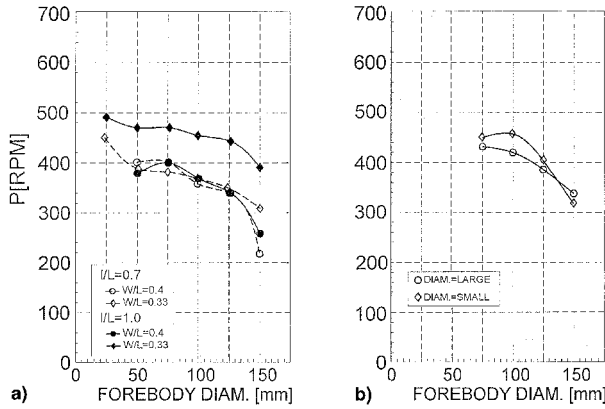 700
600
500
400
300
200
100
0
P[RPM]
I/L=0.7
W/L=0.4
W/L=0.33
I/L=1.0
W/L=0.4
W/L=0.33
0 50 100 150
a) FOREBODY DIAM. [mm]
700
600
500
400
300
200
100
0
DIAM.=LARGE
DIAM.=SMALL
0 50 100 150
b) FOREBODY DIAM. [mm]